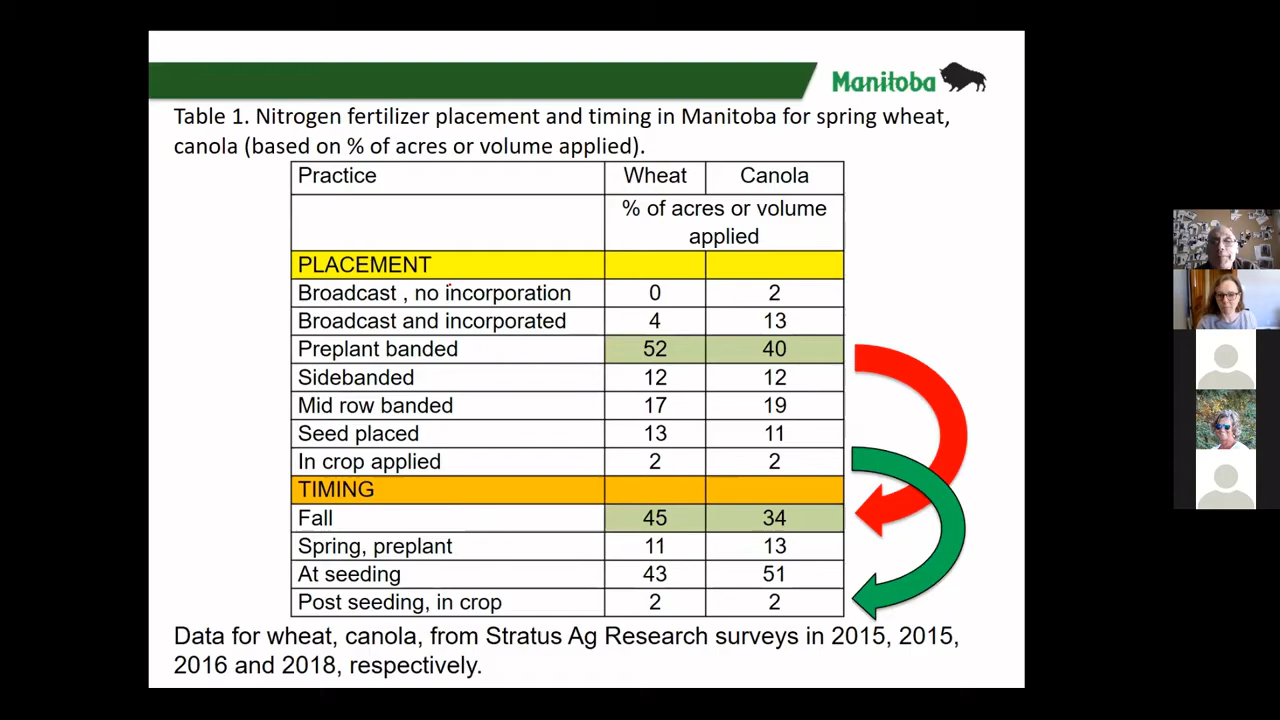 Manitoba
Table 1. Nitrogen fertilizer placement and timing in Manitoba for spring wheat,
canola (based on % of acres or volume applied).
Practice Wheat Canola
% of acres or volume
applied
PLACEMENT
Broadcast , no incorporation 0 2
Broadcast and incorporated 4 13
Preplant banded 52 40
Sidebanded 12 12
Mid row banded 17 19
Seed placed 13 11
In crop applied 2 2
TIMING
Fall 45 34
Spring, preplant 11 13
At seeding 43 51
Post seeding, in crop 2 2
Data for wheat, canola, from Stratus Ag Research surveys in 2015, 2015,
2016 and 2018, respectively.